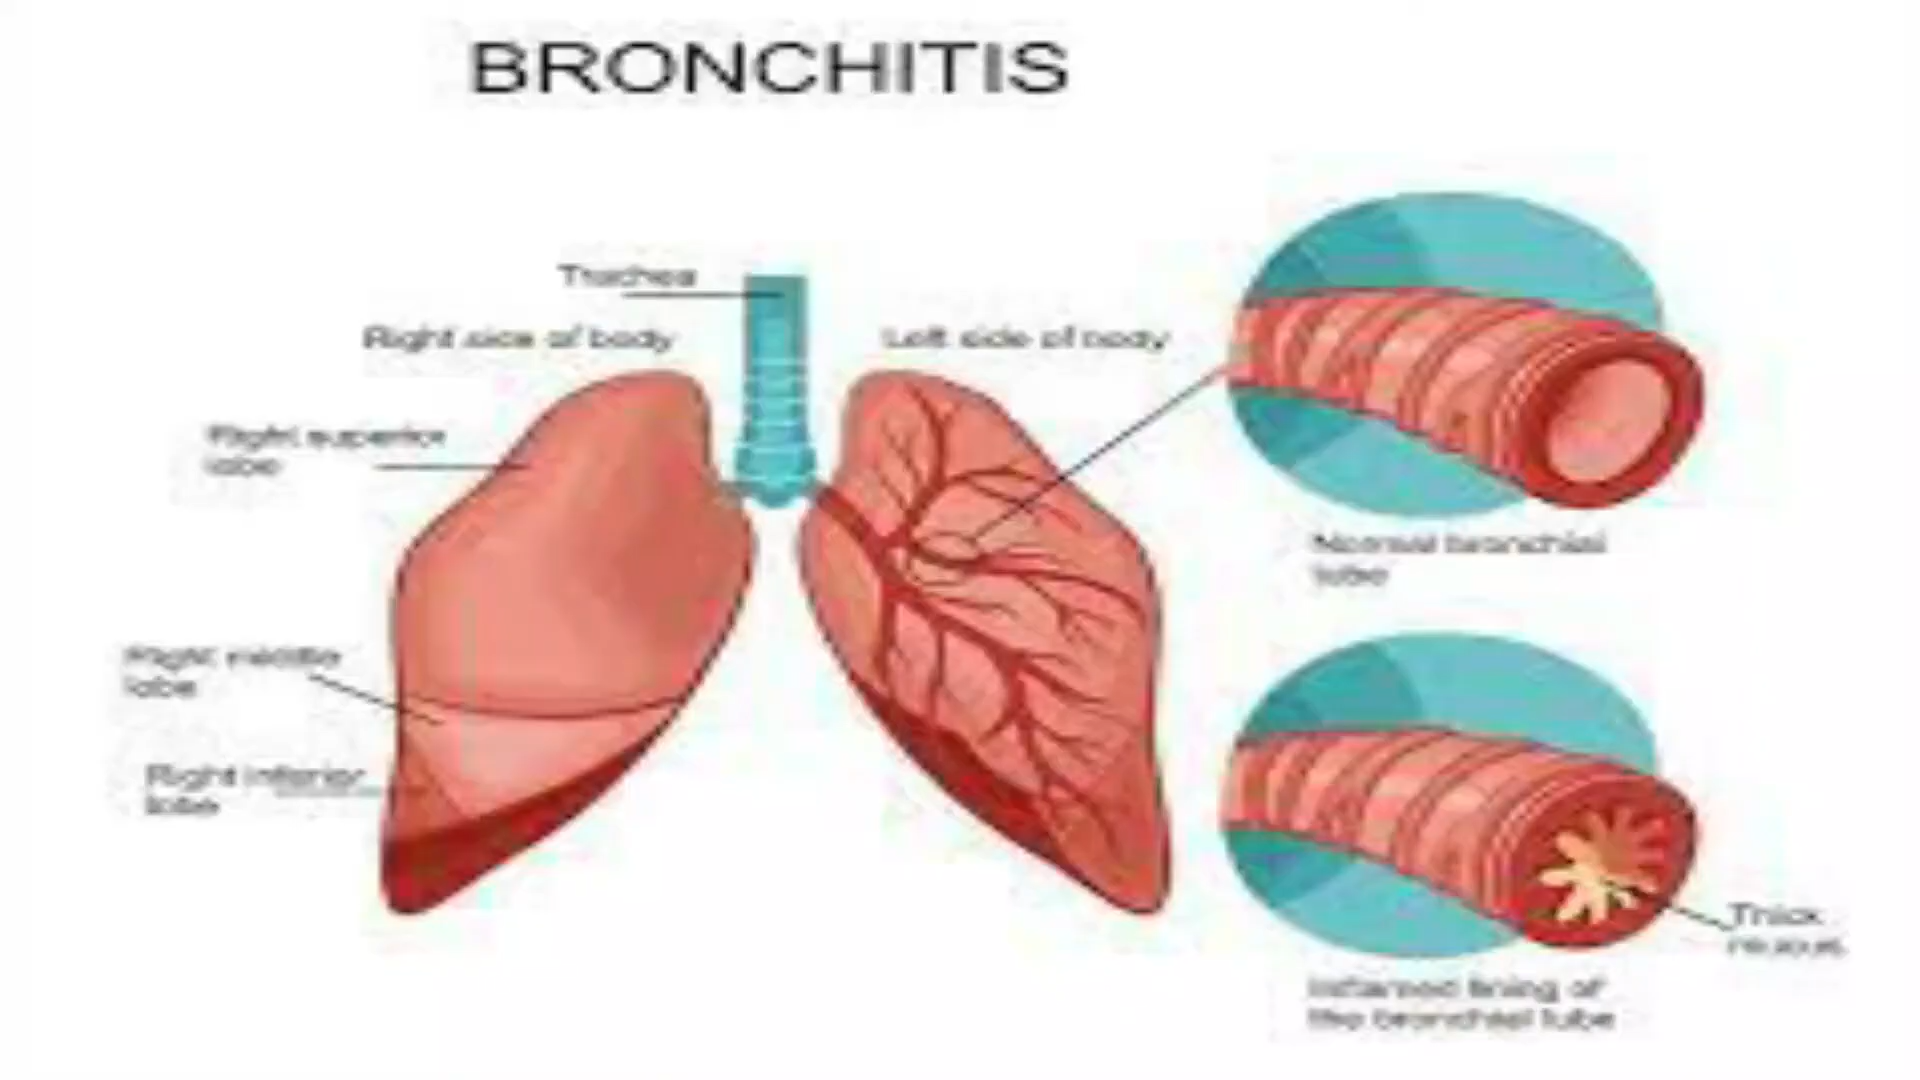 BRONCHITIS
Trachea
Right side of body
Left side of body
Right superior
lobe
Normal bronchial
tube
Right middle
lobe
Right inferior
lobe
Thick
mucus
Inflamed lining of
the bronchial tube